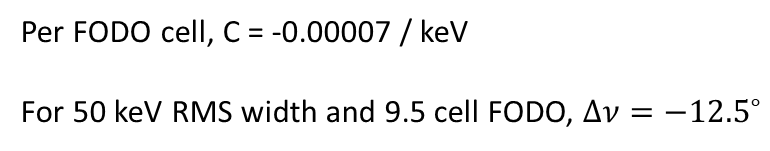 Per FODO cell, C = -0.00007 / keV
For 50 keV RMS width and 9.5 cell FODO, Δ𝜈 = −12.5°